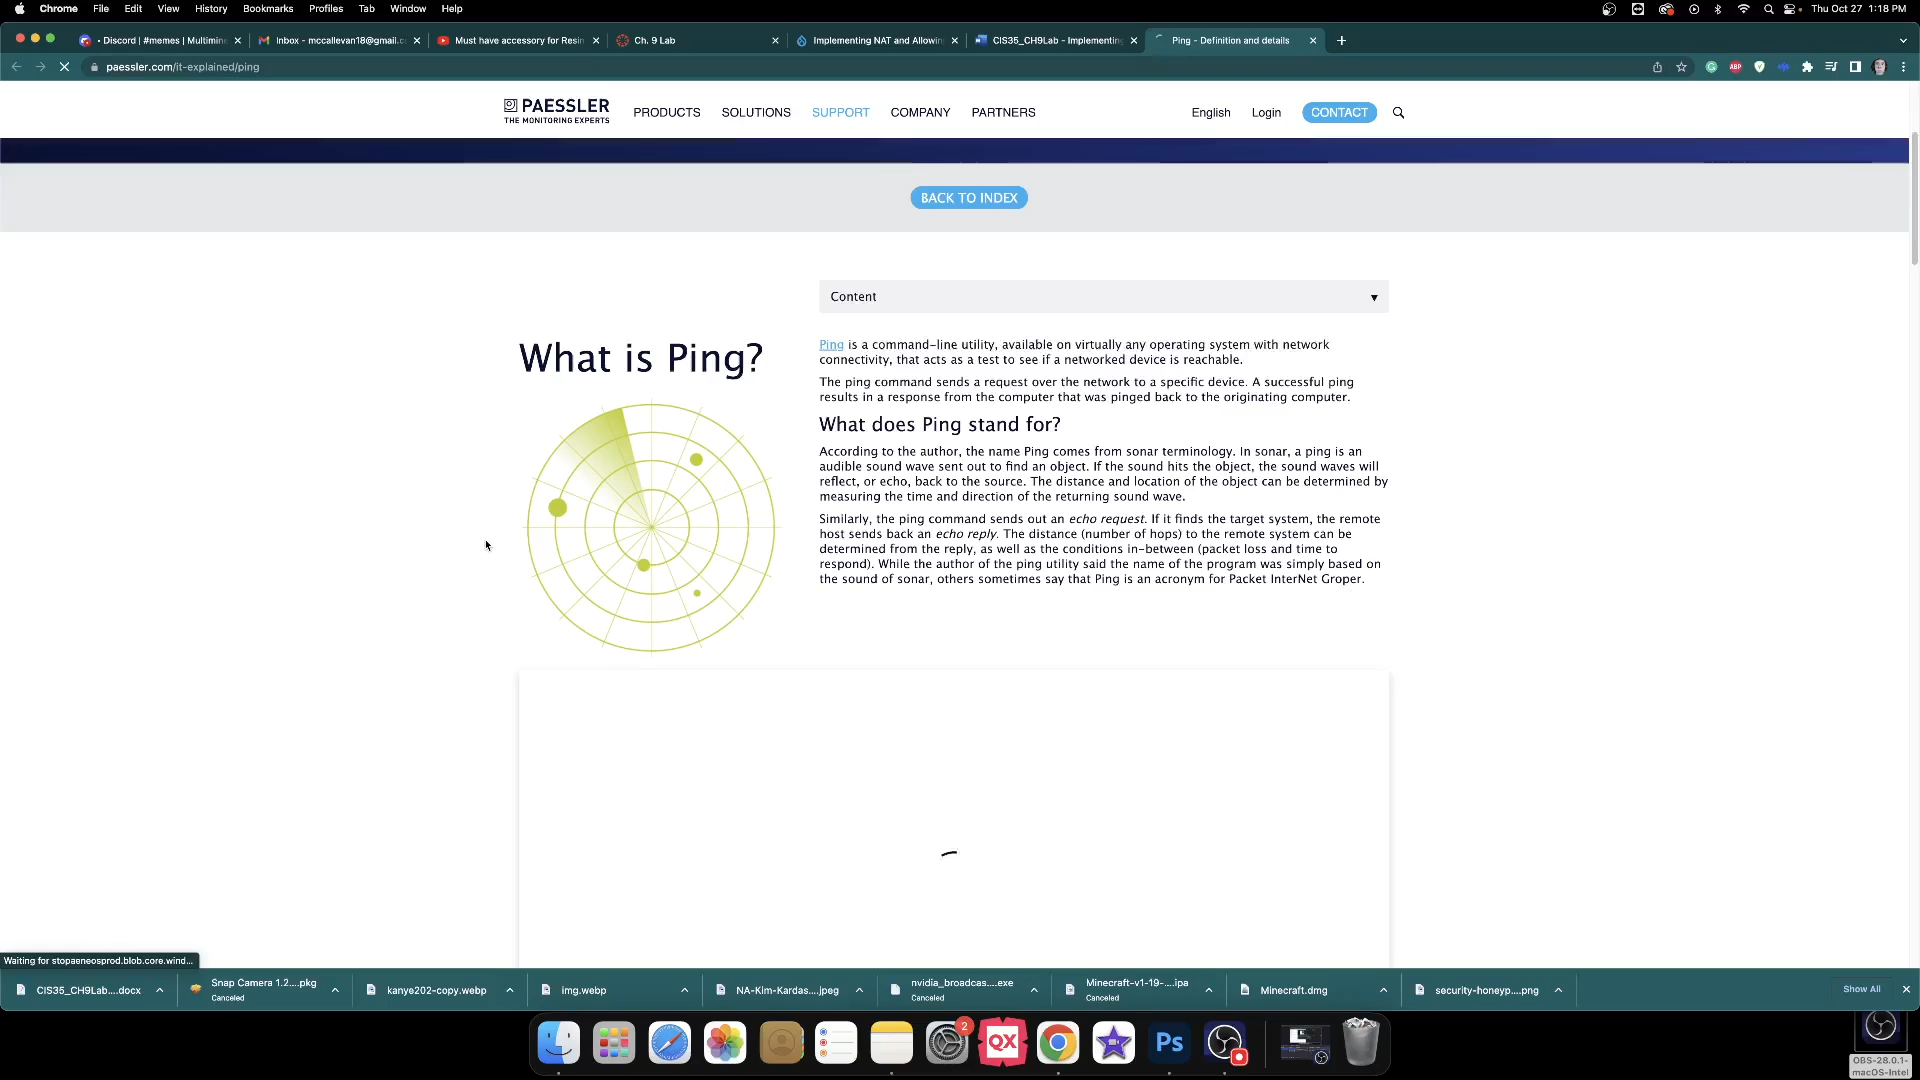 Chrome File Edit View History Bookmarks Profiles Tab Window Help Thu Oct 27 1:18 PM
• Discord | #memes | Multimin
Inbox - mccallevan18@gmail.c
Must have accessory for Resin
Ch. 9 Lab
Implementing NAT and Allowin
CIS35_CH9Lab - Implementing
Ping - Definition and details
paessler.com/it-explained/ping
ABP
PAESSLER
THE MONITORING EXPERTS
PRODUCTS SOLUTIONS SUPPORT COMPANY PARTNERS English Login CONTACT
BACK TO INDEX
Content
What is Ping?
Ping is a command-line utility, available on virtually any operating system with network
connectivity, that acts as a test to see if a networked device is reachable.
The ping command sends a request over the network to a specific device. A successful ping
results in a response from the computer that was pinged back to the originating computer.
What does Ping stand for?
According to the author, the name Ping comes from sonar terminology. In sonar, a ping is an
audible sound wave sent out to find an object. If the sound hits the object, the sound waves will
reflect, or echo, back to the source. The distance and location of the object can be determined by
measuring the time and direction of the returning sound wave.
Similarly, the ping command sends out an echo request. If it finds the target system, the remote
host sends back an echo reply. The distance (number of hops) to the remote system can be
determined from the reply, as well as the conditions in-between (packet loss and time to
respond). While the author of the ping utility said the name of the program was simply based on
the sound of sonar, others sometimes say that Ping is an acronym for Packet InterNet Groper.
Waiting for stopaeneosprod.blob.core.wind...
CIS35_CH9Lab....docx
Snap Camera 1.2....pkg
Canceled
kanye202-copy.webp
img.webp
NA-Kim-Kardas....jpeg
nvidia_broadcas....exe
Canceled
Minecraft-v1-19-....ipa
Canceled
Minecraft.dmg
security-honeyp....png
Show All
2
QX
Ps
OBS-28.0.1-
macOS-Intel